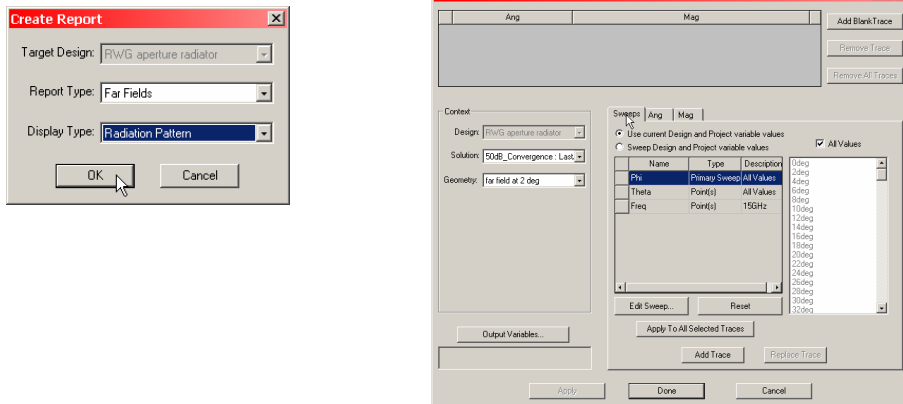 Create Report
Target Design: RWG aperture radiator
Report Type: Far Fields
Display Type: Radiation Pattern
OK Cancel
Ang Mag
Add Blank Trace
Remove Trace
Remove All Traces
Context
Design: RWG aperture radiator
Solution: 50dB_Convergence : Last
Geometry: far field at 2 deg
Output Variables...
Sweeps Ang Mag
Use current Design and Project variable values
Sweep Design and Project variable values
All Values
Name Type Description
Phi Primary Sweep All Values
Theta Point(s) All Values
Freq Point(s) 15GHz
0deg
2deg
4deg
6deg
8deg
10deg
12deg
14deg
16deg
18deg
20deg
22deg
24deg
26deg
28deg
30deg
32deg
Edit Sweep... Reset
Apply To All Selected Traces
Add Trace Replace Trace
Apply Done Cancel